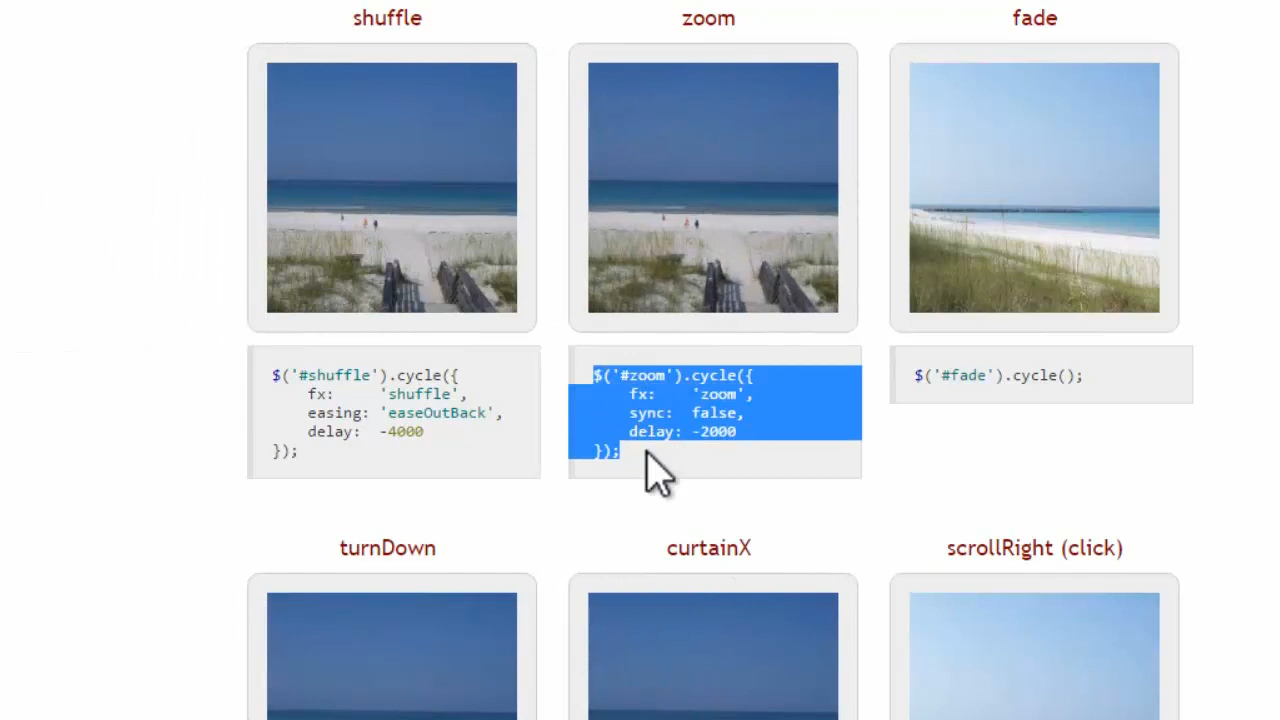 shuffle
zoom
fade
$('#shuffle').cycle({
    fx:     'shuffle',
    easing: 'easeOutBack',
    delay:  -4000
});
$('#zoom').cycle({
    fx:    'zoom',
    sync:  false,
    delay: -2000
});
$('#fade').cycle();
turnDown
curtainX
scrollRight (click)